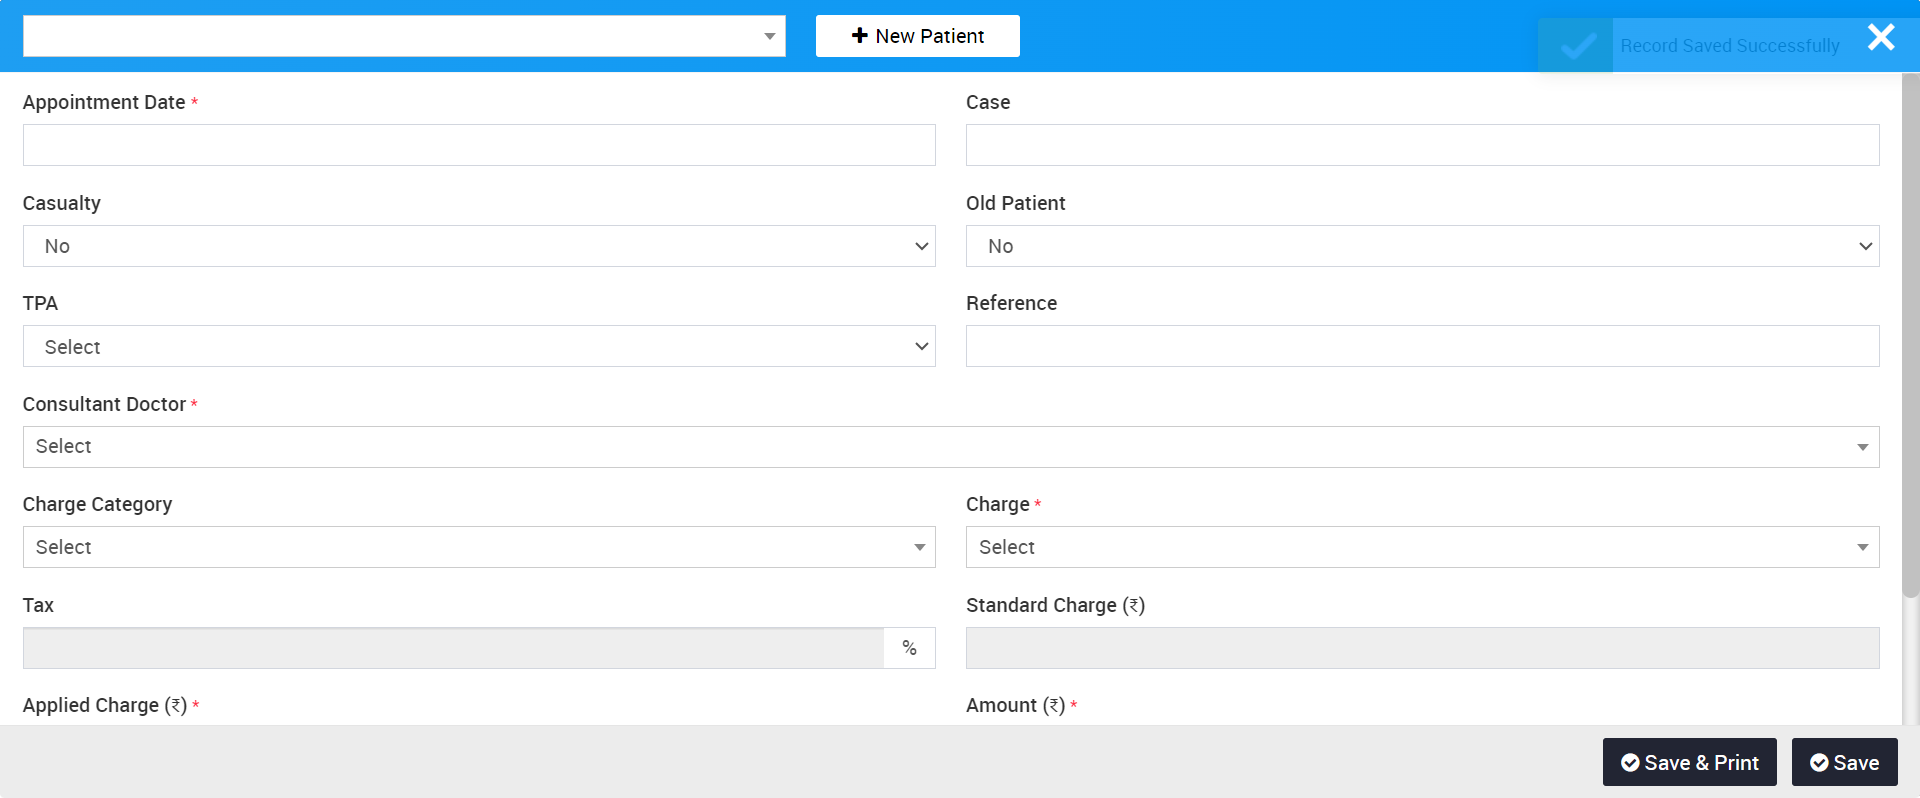 New Patient
Record Saved Successfully
Appointment Date *
Case
Casualty
Old Patient
No
No
TPA
Reference
Select
Consultant Doctor *
Select
Charge Category
Charge *
Select
Select
Tax
Standard Charge (₹)
%
Applied Charge (₹) *
Amount (₹) *
Save & Print
Save